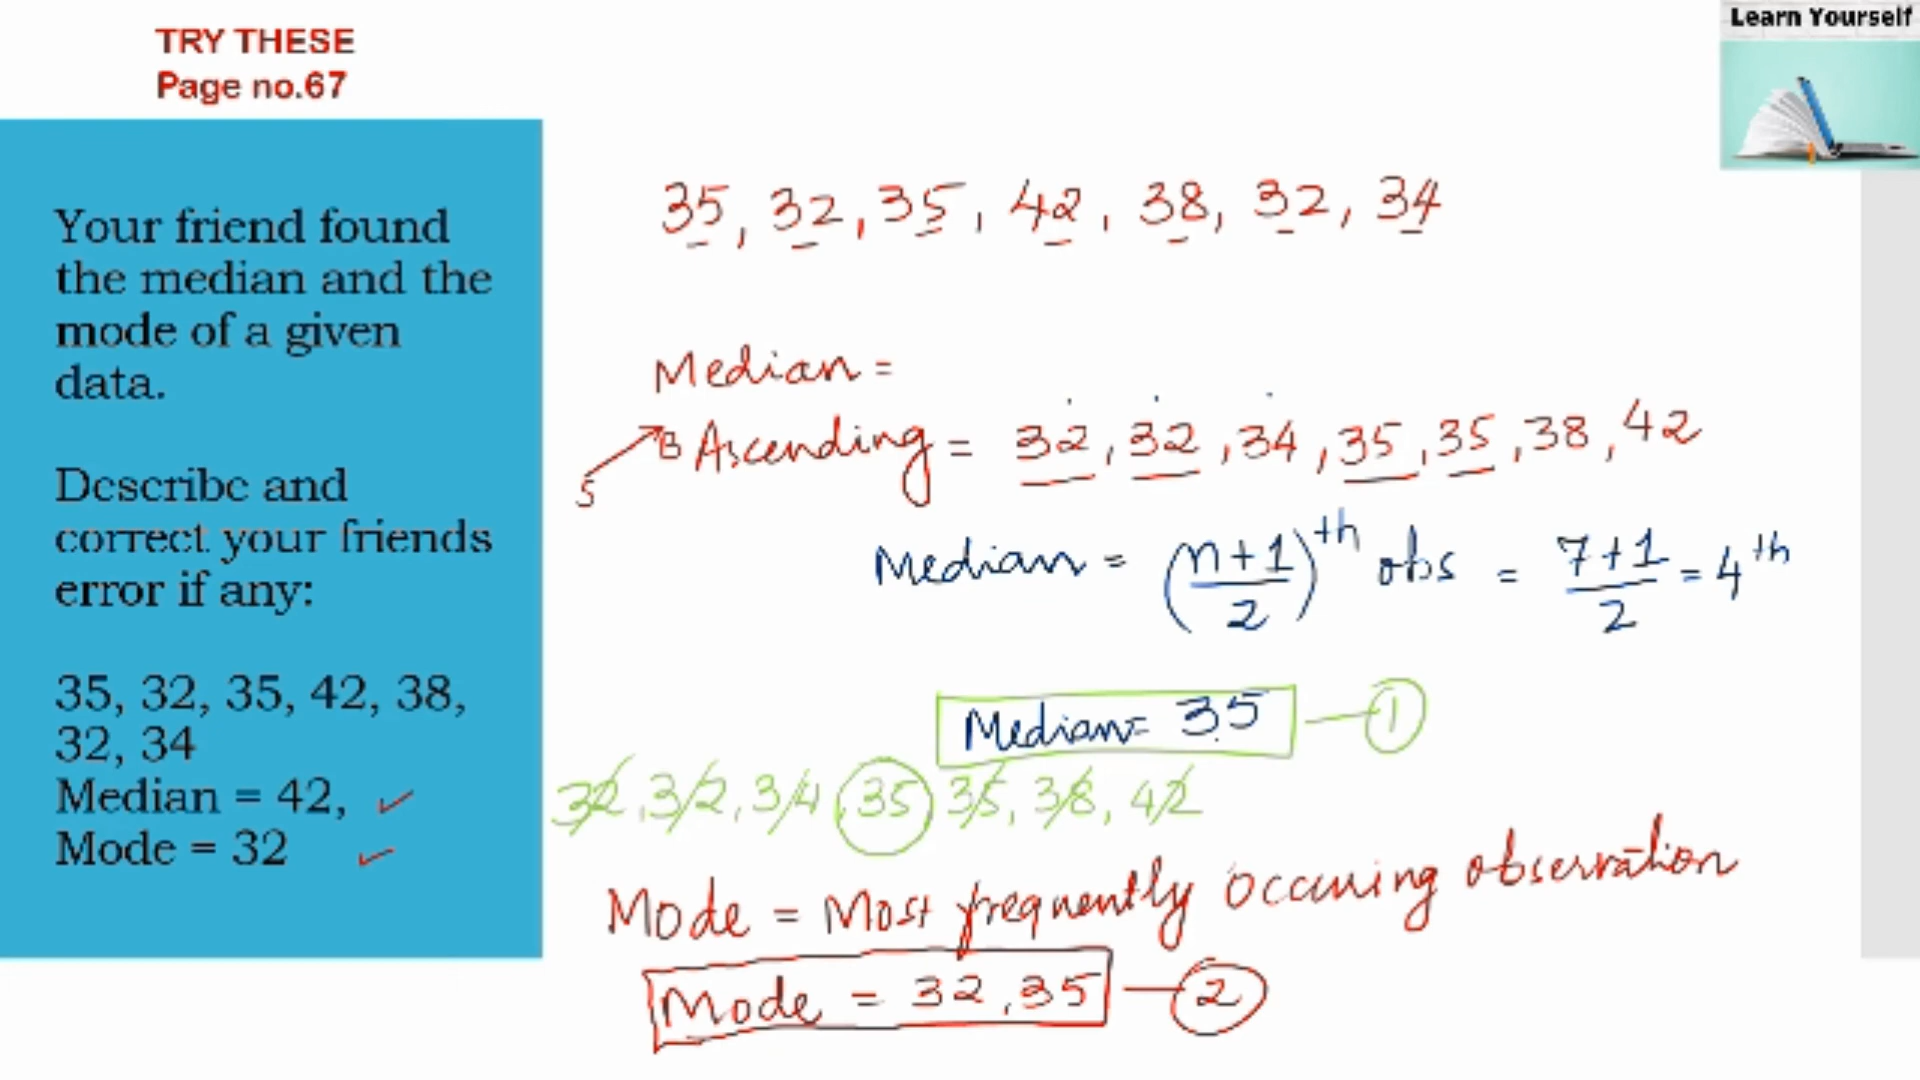 TRY THESE
Page no.67
Learn Yourself
Your friend found
the median and the
mode of a given
data.
Describe and
correct your friends
error if any:
35, 32, 35, 42, 38,
32, 34
Median = 42,
Mode = 32
35, 32, 35, 42, 38, 32, 34
Median =
Ascending = 32, 32, 34, 35, 35, 38, 42
5
Median = (n+1/2)th obs = 7+1/2 = 4th
Median = 35 — 1
32, 32, 34, 35, 35, 38, 42
Mode = Most frequently occuring observation
Mode = 32, 35 — 2